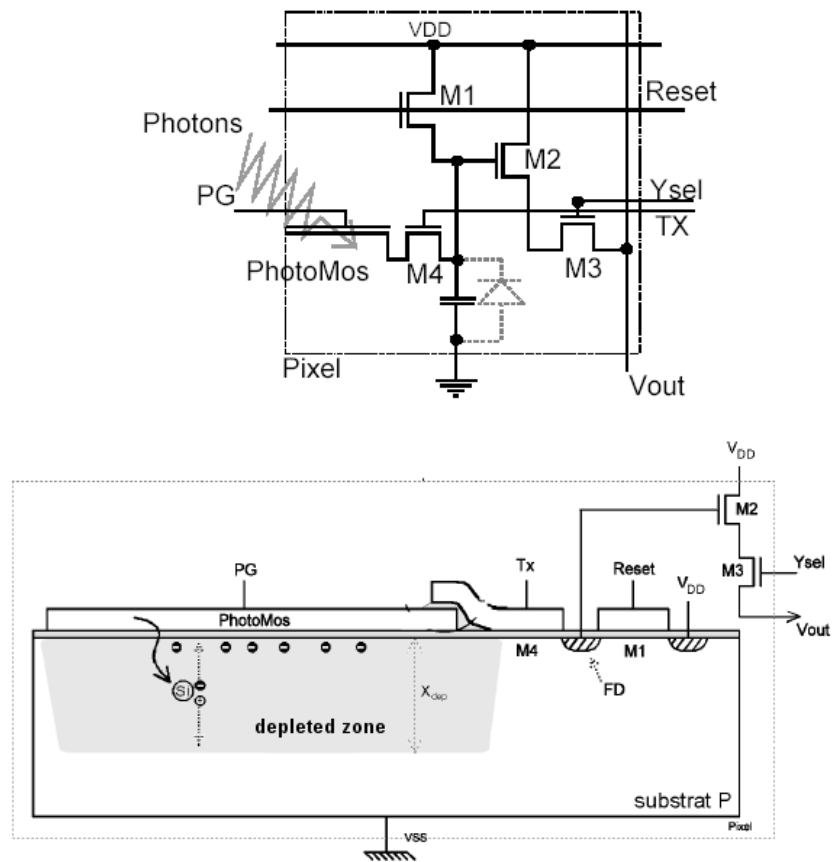 VDD
M1
Reset
Photons
M2
PG
Ysel
TX
PhotoMos
M4
M3
Pixel
Vout
VDD
M2
PG
Tx
Reset
M3
Ysel
VDD
PhotoMos
Vout
M4
M1
Si
Xdep
FD
depleted zone
substrat P
Pixel
VSS